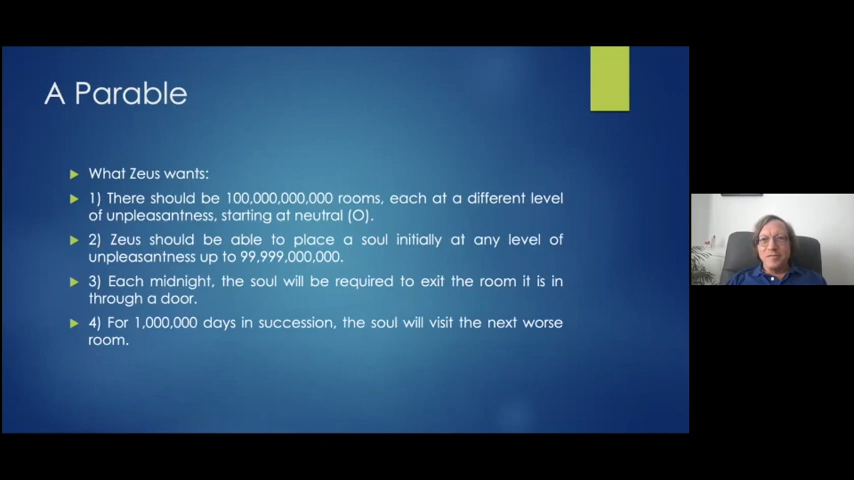 A Parable
What Zeus wants:
1) There should be 100,000,000,000 rooms, each at a different level
of unpleasantness, starting at neutral (O).
2) Zeus should be able to place a soul initially at any level of
unpleasantness up to 99,999,000,000.
3) Each midnight, the soul will be required to exit the room it is in
through a door.
4) For 1,000,000 days in succession, the soul will visit the next worse
room.